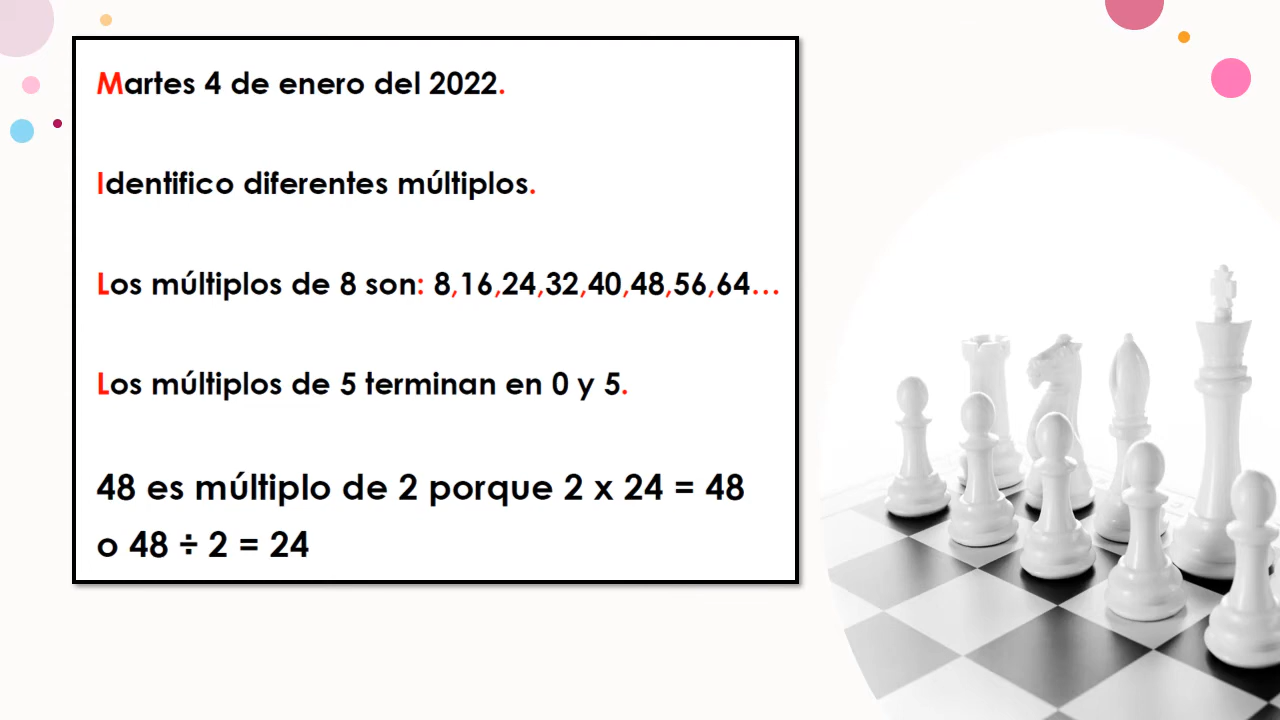 Martes 4 de enero del 2022.
Identifico diferentes múltiplos.
Los múltiplos de 8 son: 8,16,24,32,40,48,56,64...
Los múltiplos de 5 terminan en 0 y 5.
48 es múltiplo de 2 porque 2 x 24 = 48
o 48 ÷ 2 = 24